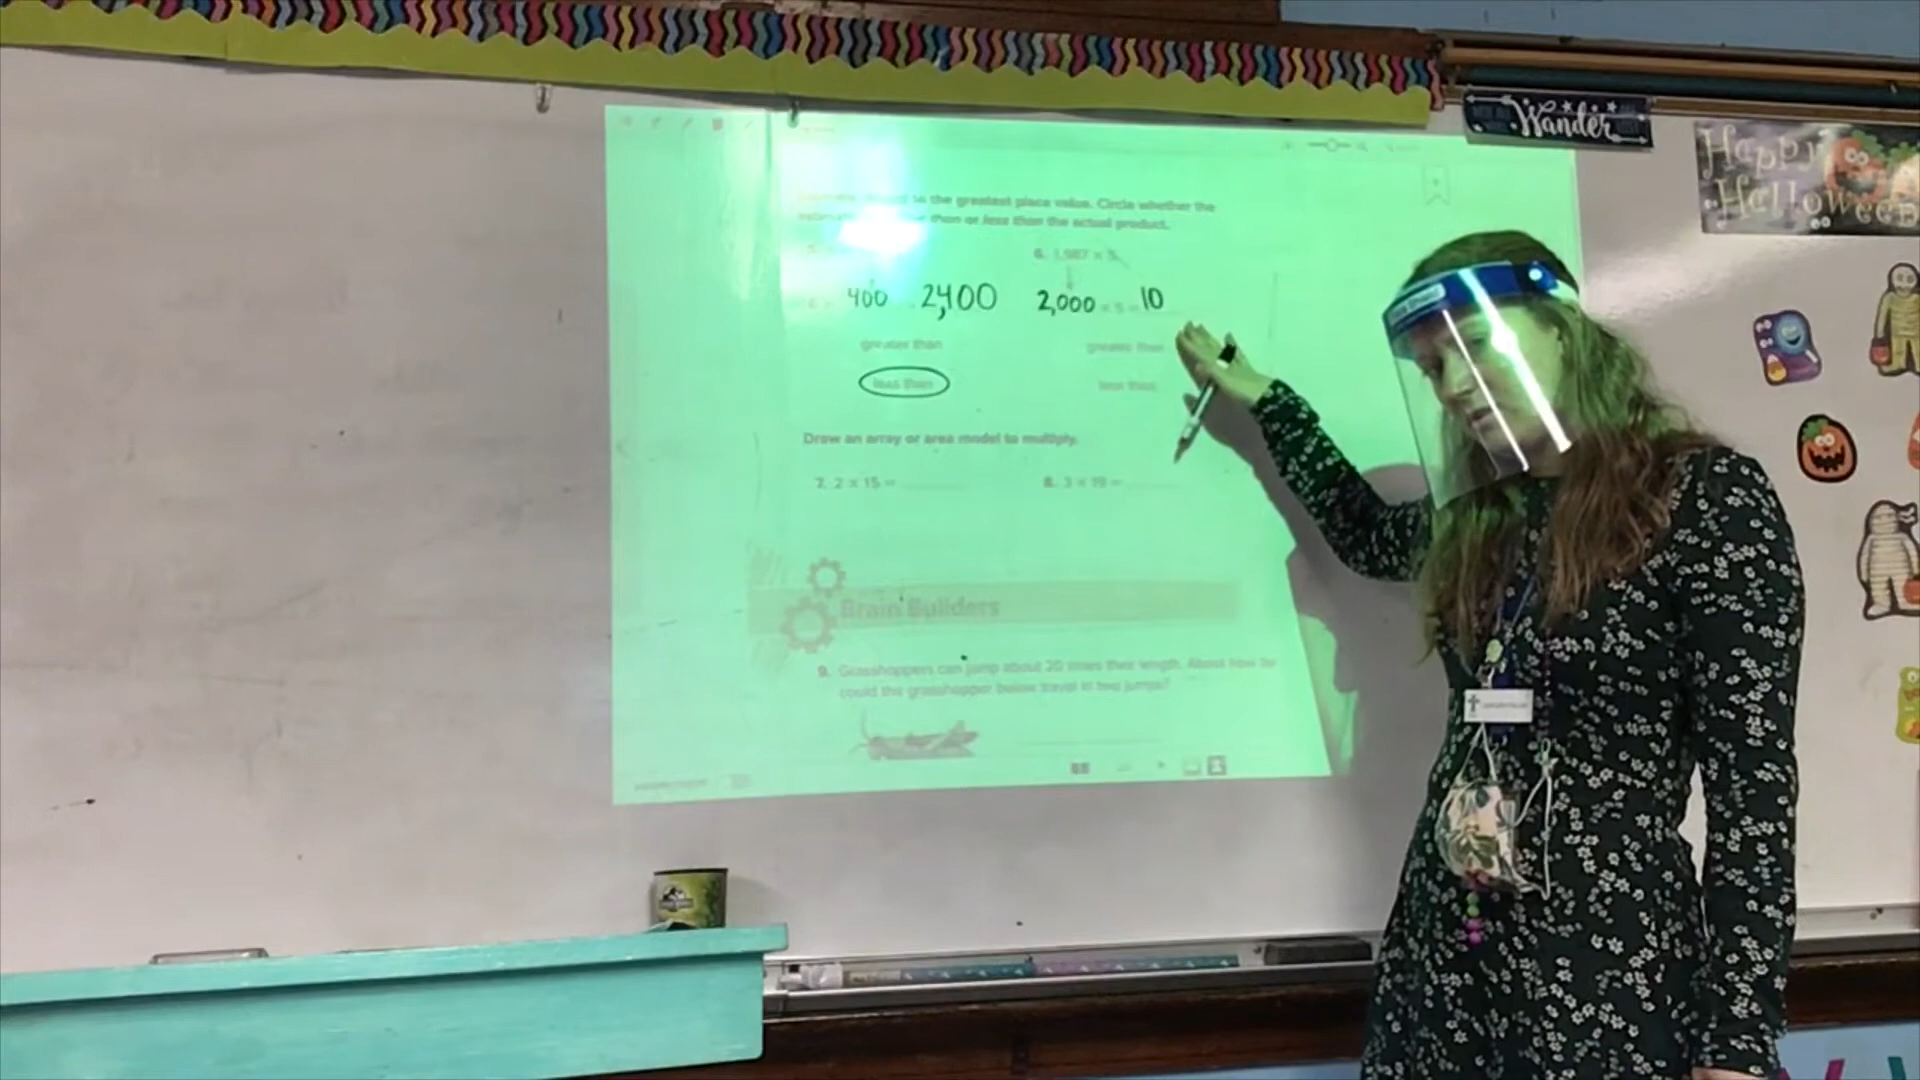 Wander
Happy
Halloween
to the greatest place value. Circle whether the
than or less than the actual product.
6. 1,987 × 5
400 2,400 2,000 × 5 = 10
greater than greater than
less than less than
Draw an array or area model to multiply.
7. 2 × 15 = 8. 3 × 19 =
Brain Builders
9. Grasshoppers can jump about 20 times their length. About how far
could the grasshopper below travel in two jumps?